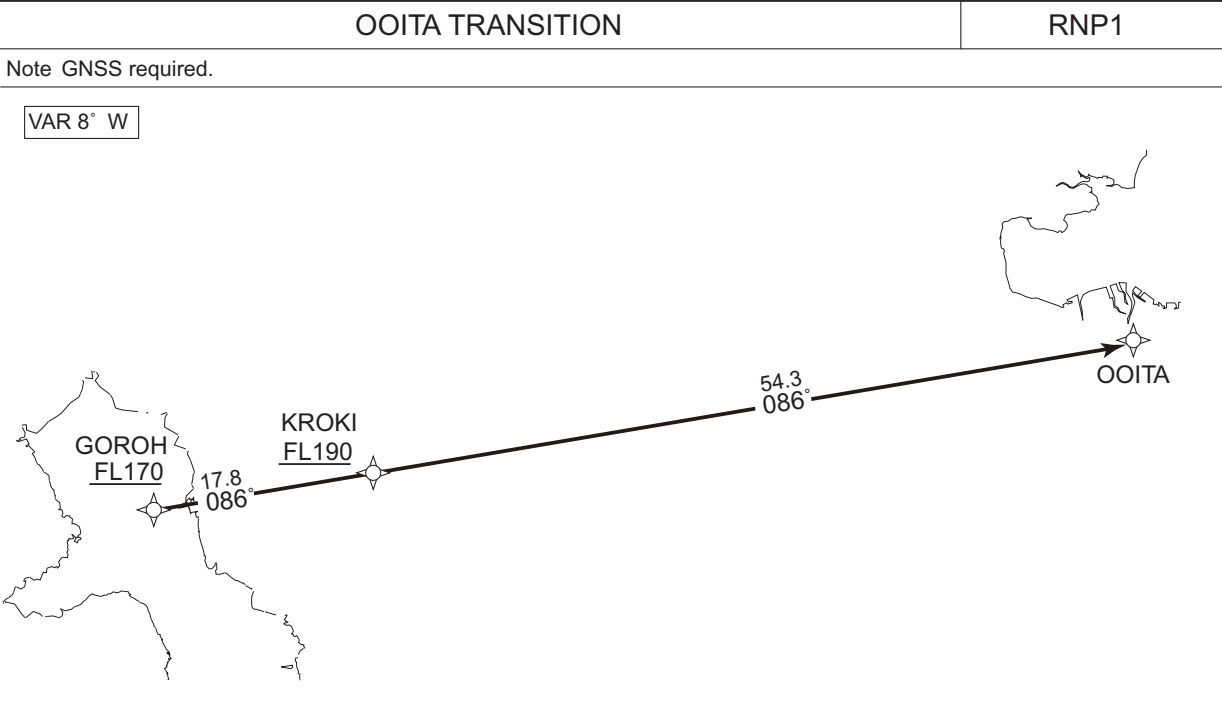 OOITA TRANSITION
RNP1
Note GNSS required.
VAR 8° W
54.3
086°
OOITA
KROKI
FL190
GOROH
FL170
17.8
086°